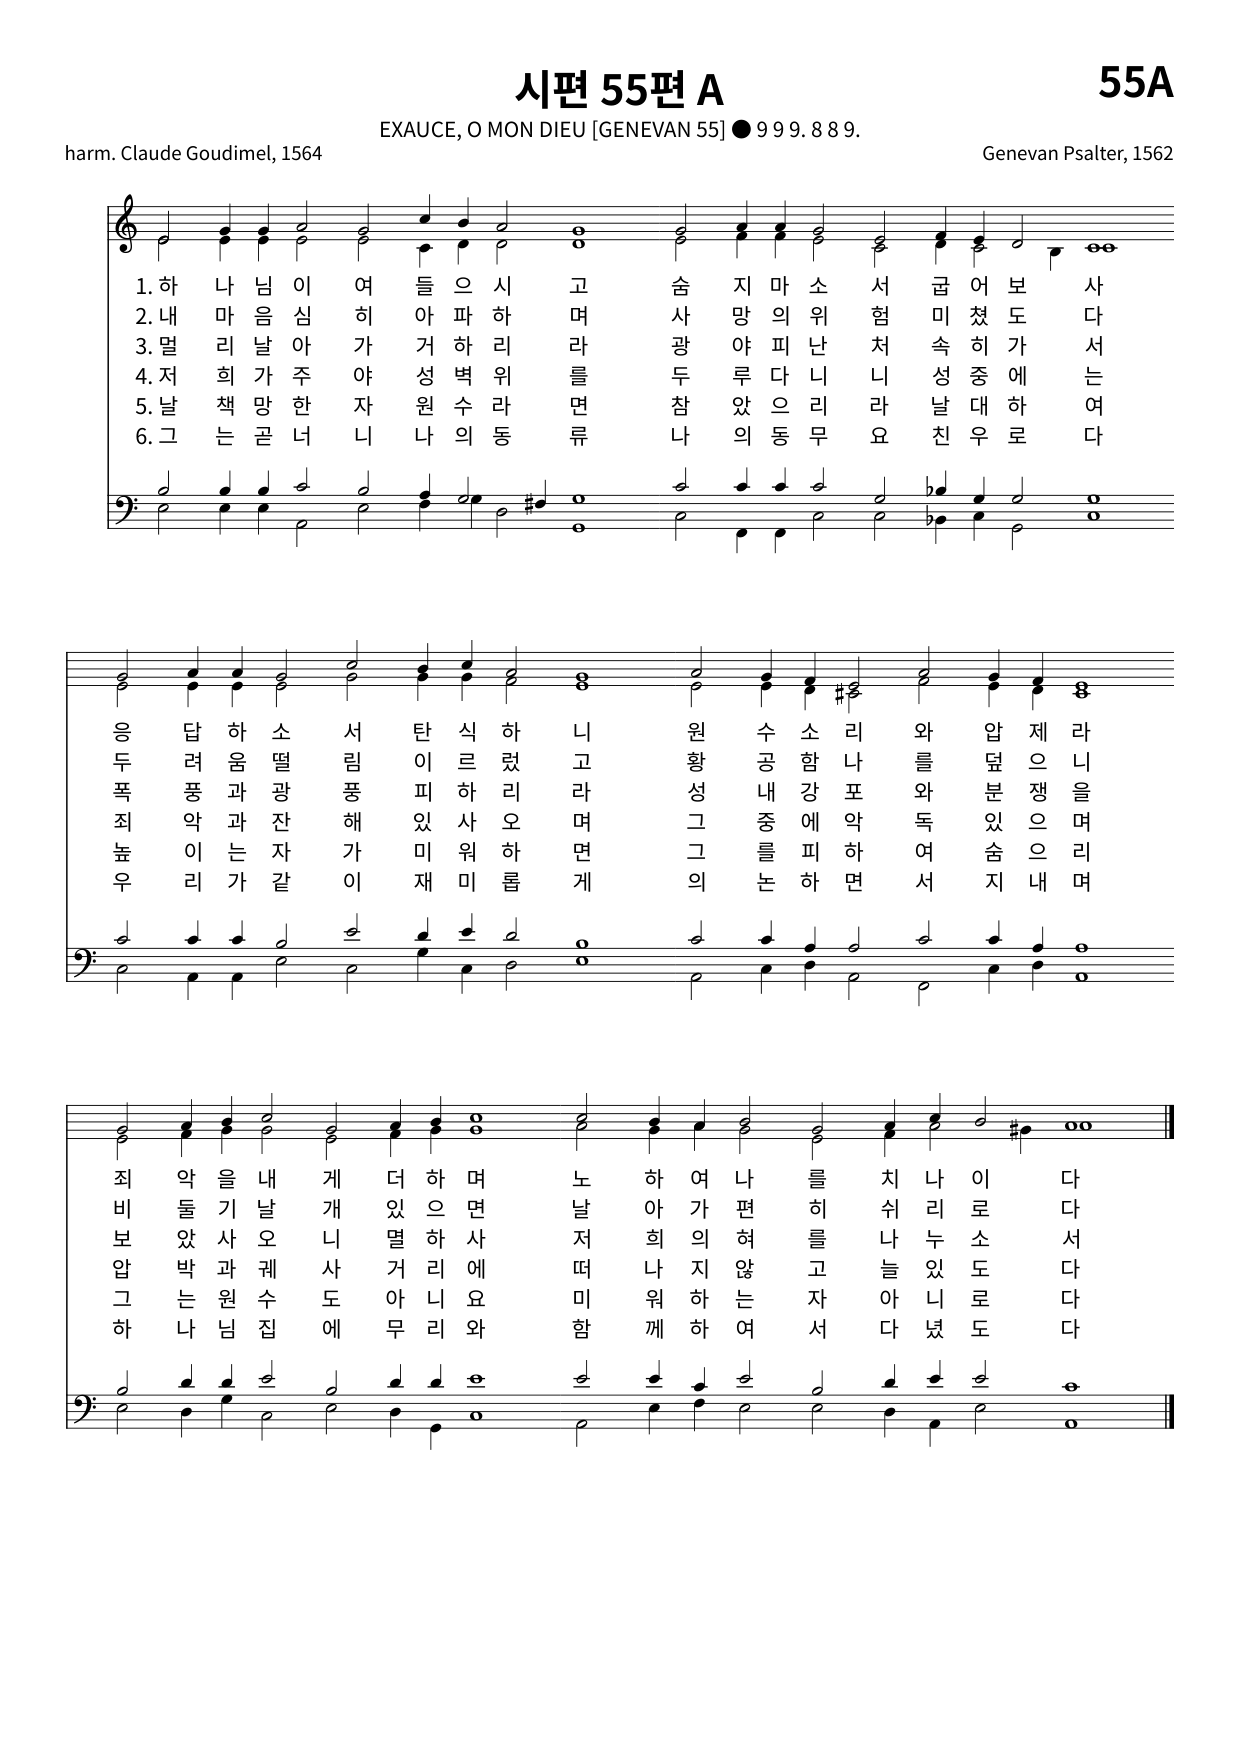 시편 55편 A
55A
EXAUCE, O MON DIEU [GENEVAN 55] ● 9 9 9. 8 8 9.
harm. Claude Goudimel, 1564
Genevan Psalter, 1562
1. 하 나 님 이 여 들 으 시 고 숨 지 마 소 서 굽 어 보 사
2. 내 마 음 심 히 아 파 하 며 사 망 의 위 험 미 쳤 도 다
3. 멀 리 날 아 가 거 하 리 라 광 야 피 난 처 속 히 가 서
4. 저 희 가 주 야 성 벽 위 를 두 루 다 니 니 성 중 에 는
5. 날 책 망 한 자 원 수 라 면 참 았 으 리 라 날 대 하 여
6. 그 는 곧 너 니 나 의 동 류 나 의 동 무 요 친 우 로 다
응 답 하 소 서 탄 식 하 니 원 수 소 리 와 압 제 라
두 려 움 떨 림 이 르 렀 고 황 공 함 나 를 덮 으 니
폭 풍 과 광 풍 피 하 리 라 성 내 강 포 와 분 쟁 을
죄 악 과 잔 해 있 사 오 며 그 중 에 악 독 있 으 며
높 이 는 자 가 미 워 하 면 그 를 피 하 여 숨 으 리
우 리 가 같 이 재 미 롭 게 의 논 하 면 서 지 내 며
죄 악 을 내 게 더 하 며 노 하 여 나 를 치 나 이 다
비 둘 기 날 개 있 으 면 날 아 가 편 히 쉬 리 로 다
보 았 사 오 니 멸 하 사 저 희 의 혀 를 나 누 소 서
압 박 과 궤 사 거 리 에 떠 나 지 않 고 늘 있 도 다
그 는 원 수 도 아 니 요 미 워 하 는 자 아 니 로 다
하 나 님 집 에 무 리 와 함 께 하 여 서 다 녔 도 다